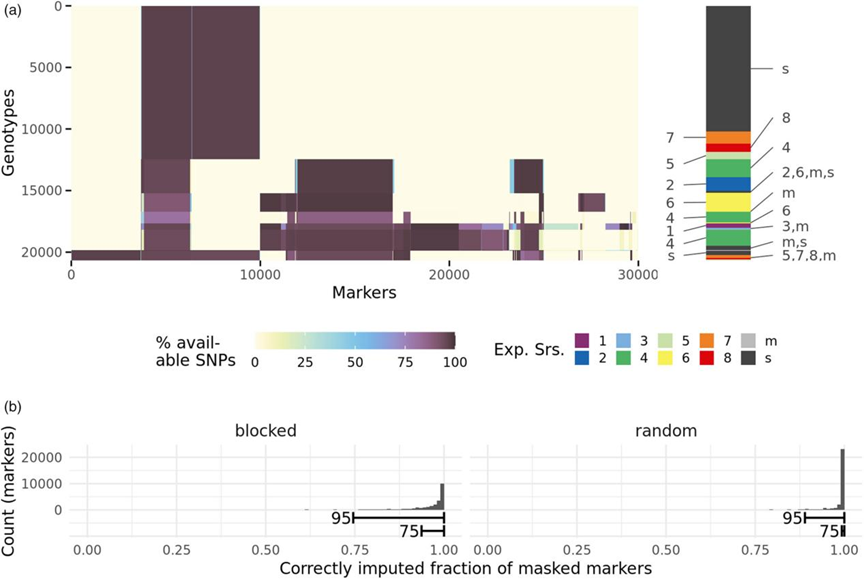 (a)
Genotypes
0
5000
10000
15000
20000
0 10000 20000 30000
Markers
s
8
7
4
5
2,6,m,s
2
m
6
6
4
3,m
1
m,s
4
5.7.8.m
s
% avail-
able SNPs
0 25 50 75 100
Exp. Srs.
1 3 5 7 m
2 4 6 8 s
(b)
blocked random
Count (markers)
20000
10000
0
95 95
75 75
0.00 0.25 0.50 0.75 1.00 0.00 0.25 0.50 0.75 1.00
Correctly imputed fraction of masked markers